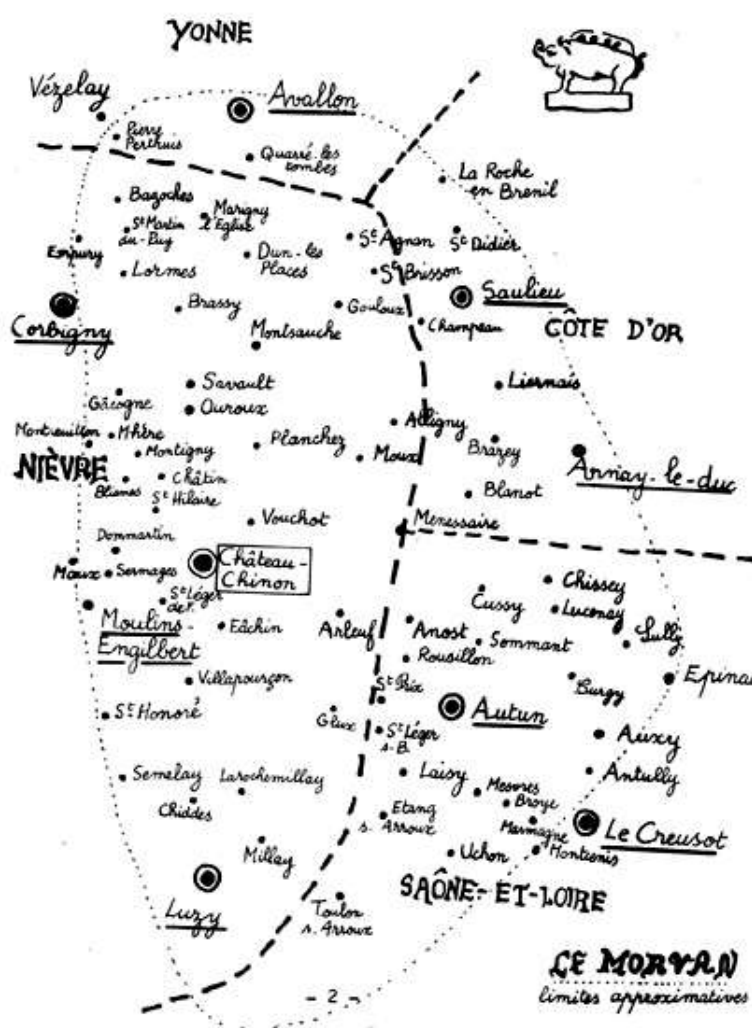 YONNE
Vézelay
Avallon
Pierry
Perthuis
Quarré-les
tombes
La Roche
en Brenil
Bazoches
Marigny
l'Eglise
St Martin
du-Puy
St Agnan
St Didier
Empury
Dun-les
Places
Lormes
St Brisson
Saulieu
Brassy
Gouloux
Champeau
CÔTE D'OR
Corbigny
Montsauche
Savault
Liernais
Gâcogne
Ouroux
Alligny
Montreuillon
Mhère
Planchez
Moux
Brazey
Arnay-le-duc
Montigny
NIÈVRE
Châtin
Blismes
St Hilaire
Blanot
Vouchot
Menessaire
Dommartin
Château-
Chinon
Sermages
Chissey
Cussy
Lucenay
St Léger
de F.
Moulins-
Engilbert
Fâchin
Arleuf
Anost
Sommant
Sully
Rousillon
Villapourçon
St Prix
Burgy
Epinac
St Honoré
Glux
St Léger
s. B.
Autun
Auxy
Semelay
Larochemillay
Laisy
Antully
Chiddes
Mesvres
Broye
Etang
s. Arroux
Marmagne
Le Creusot
Millay
Uchon
Montcenis
Luzy
Toulon
s. Arroux
SAÔNE-ET-LOIRE
LE MORVAN
limites approximatives
- 2 -